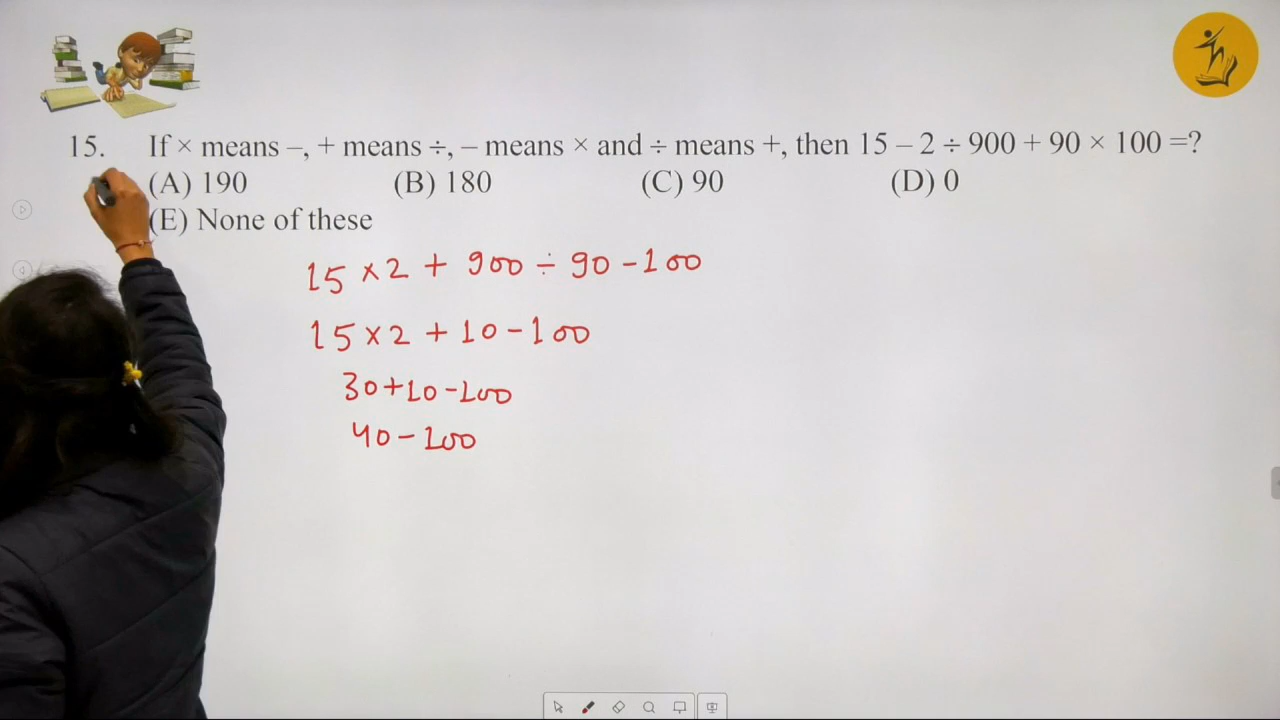 15. If × means –, + means ÷, – means × and ÷ means +, then 15 – 2 ÷ 900 + 90 × 100 =?
(A) 190 (B) 180 (C) 90 (D) 0
(E) None of these
15 × 2 + 900 ÷ 90 - 100
15 × 2 + 10 - 100
30 + 10 - 100
40 - 100